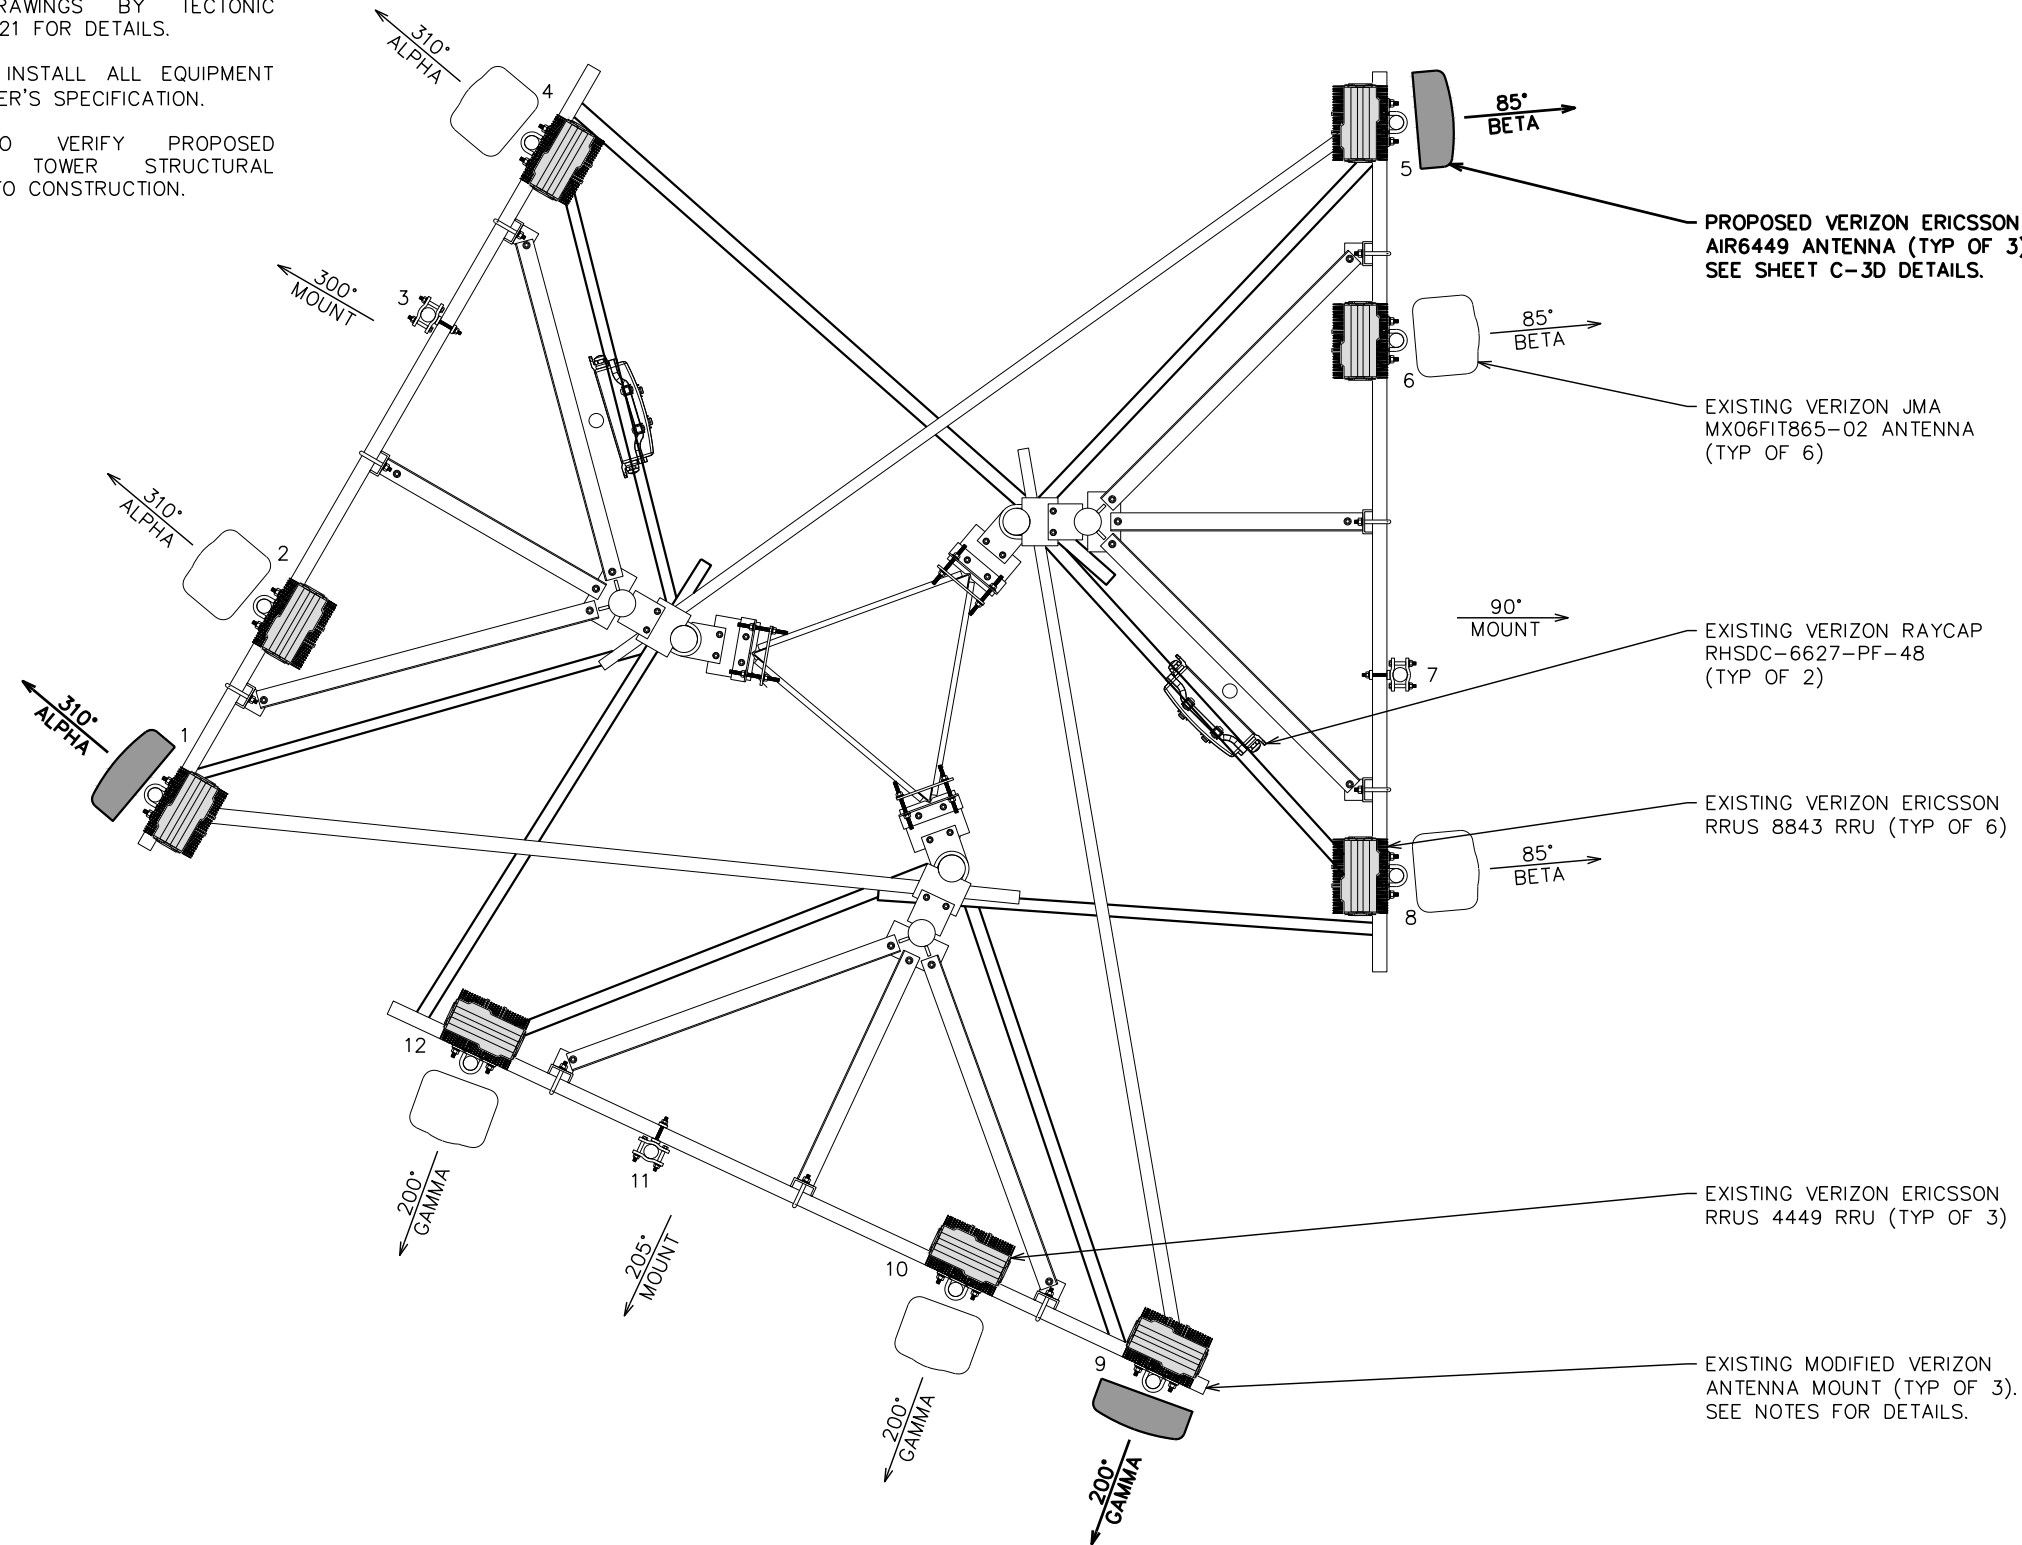 RAWINGS BY TECTONIC
21 FOR DETAILS.
INSTALL ALL EQUIPMENT
ER'S SPECIFICATION.
O VERIFY PROPOSED
TOWER STRUCTURAL
TO CONSTRUCTION.
310°
ALPHA
4
300°
MOUNT
3
310°
ALPHA
2
310°
ALPHA
1
85°
BETA
5
PROPOSED VERIZON ERICSSON
AIR6449 ANTENNA (TYP OF 3)
SEE SHEET C-3D DETAILS.
85°
BETA
6
EXISTING VERIZON JMA
MX06FIT865-02 ANTENNA
(TYP OF 6)
90°
MOUNT
7
EXISTING VERIZON RAYCAP
RHSDC-6627-PF-48
(TYP OF 2)
EXISTING VERIZON ERICSSON
RRUS 8843 RRU (TYP OF 6)
85°
BETA
8
12
200°
GAMMA
11
205°
MOUNT
10
200°
GAMMA
9
200°
GAMMA
EXISTING VERIZON ERICSSON
RRUS 4449 RRU (TYP OF 3)
EXISTING MODIFIED VERIZON
ANTENNA MOUNT (TYP OF 3).
SEE NOTES FOR DETAILS.